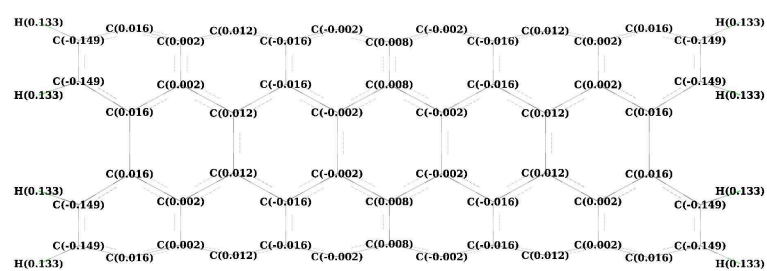 H(0.133) C(0.016) C(0.012) C(-0.002) C(-0.002) C(0.012) C(0.016) H(0.133)
C(-0.149) C(0.002) C(-0.016) C(0.008) C(-0.016) C(0.002) C(-0.149)
C(-0.149) C(0.002) C(-0.016) C(0.008) C(-0.016) C(0.002) C(-0.149)
H(0.133) H(0.133)
C(0.016) C(0.012) C(-0.002) C(-0.002) C(0.012) C(0.016)
C(0.016) C(0.012) C(-0.002) C(-0.002) C(0.012) C(0.016)
H(0.133) H(0.133)
C(-0.149) C(0.002) C(-0.016) C(0.008) C(-0.016) C(0.002) C(-0.149)
C(-0.149) C(0.002) C(-0.016) C(0.008) C(-0.016) C(0.002) C(-0.149)
H(0.133) C(0.016) C(0.012) C(-0.002) C(-0.002) C(0.012) C(0.016) H(0.133)